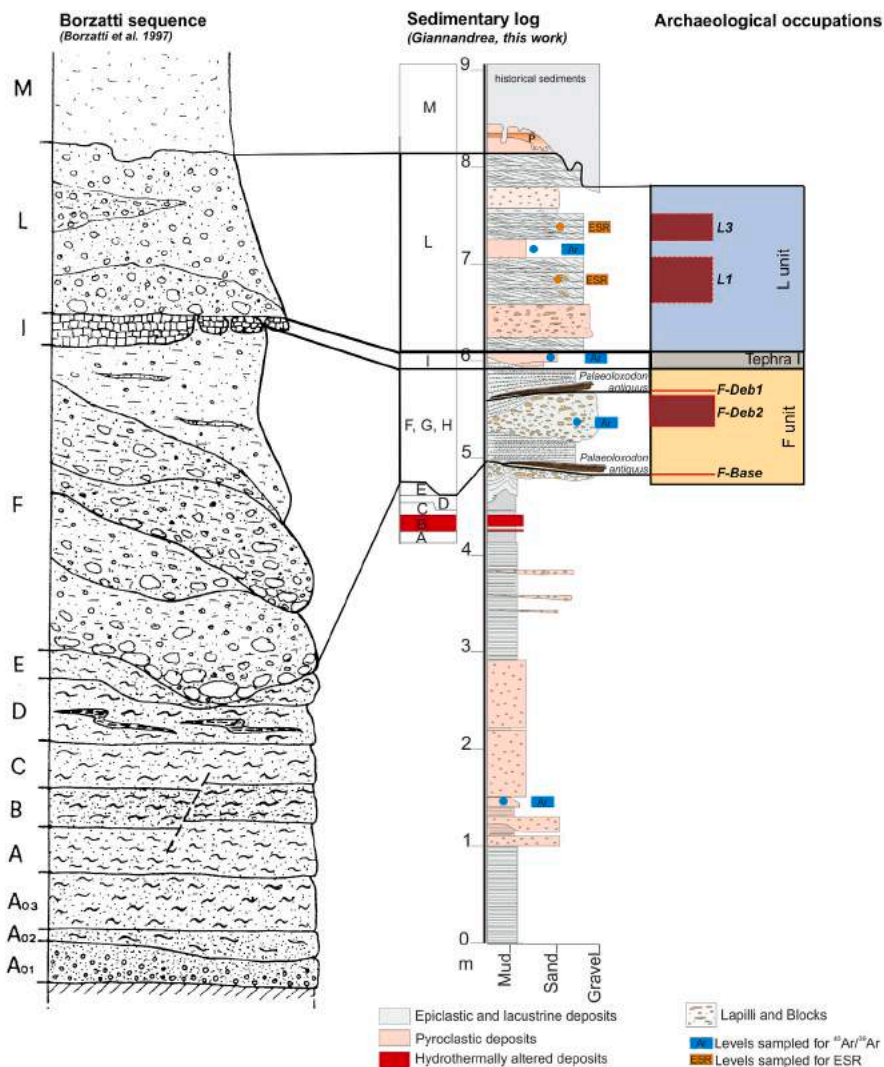 Borzatti sequence
(Borzatti et al. 1997)
M
L
I
F
E
D
C
B
A
A03
A02
A01
Sedimentary log
(Giannandrea, this work)
9
8
7
6
5
4
3
2
1
0
m
M
L
I
F, G, H
E
D
C
B
A
historical sediments
P
ESR
Ar
ESR
Ar
Palaeoloxodon
antiquus
Ar
Palaeoloxodon
antiquus
Ar
Mud
Sand
Gravel
Archaeological occupations
L3
L1
L unit
Tephra I
F-Deb1
F-Deb2
F unit
F-Base
Epiclastic and lacustrine deposits
Pyroclastic deposits
Hydrothermally altered deposits
Lapilli and Blocks
Ar Levels sampled for ⁴⁰Ar/³⁹Ar
ESR Levels sampled for ESR